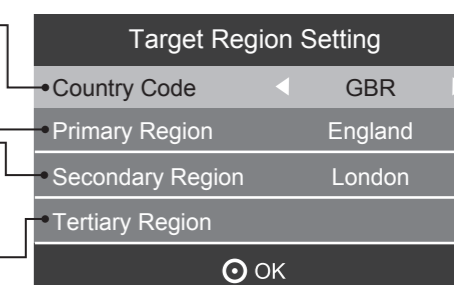 Target Region Setting
Country Code GBR
Primary Region England
Secondary Region London
Tertiary Region
OK